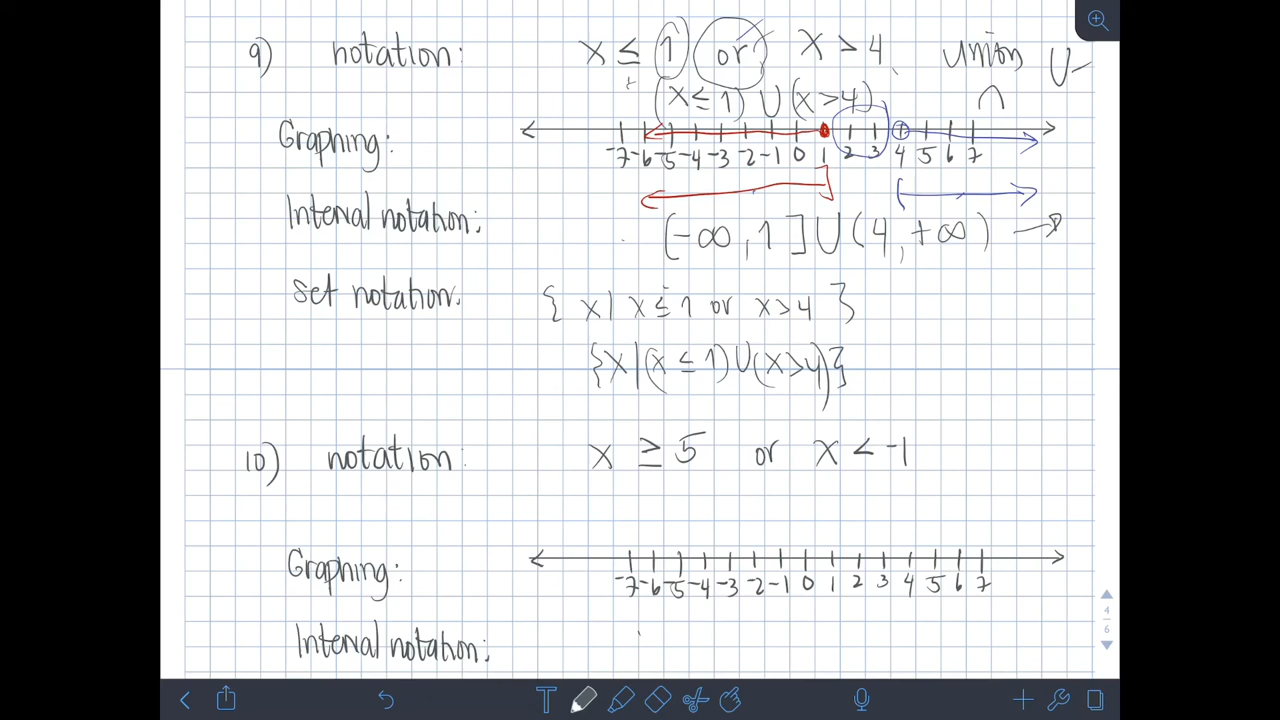 9) notation: x ≤ 1 or x > 4 union ∪
(x ≤ 1) ∪ (x > 4) ∩
Graphing:
-7 -6 -5 -4 -3 -2 -1 0 1 2 3 4 5 6 7
Interval notation: (-∞, 1] ∪ (4, +∞)
Set notation. { x | x ≤ 1 or x > 4 }
{x | (x ≤ 1) ∪ (x > 4)}
10) notation: x ≥ 5 or x < -1
Graphing:
-7 -6 -5 -4 -3 -2 -1 0 1 2 3 4 5 6 7
Interval notation:
4
6
T